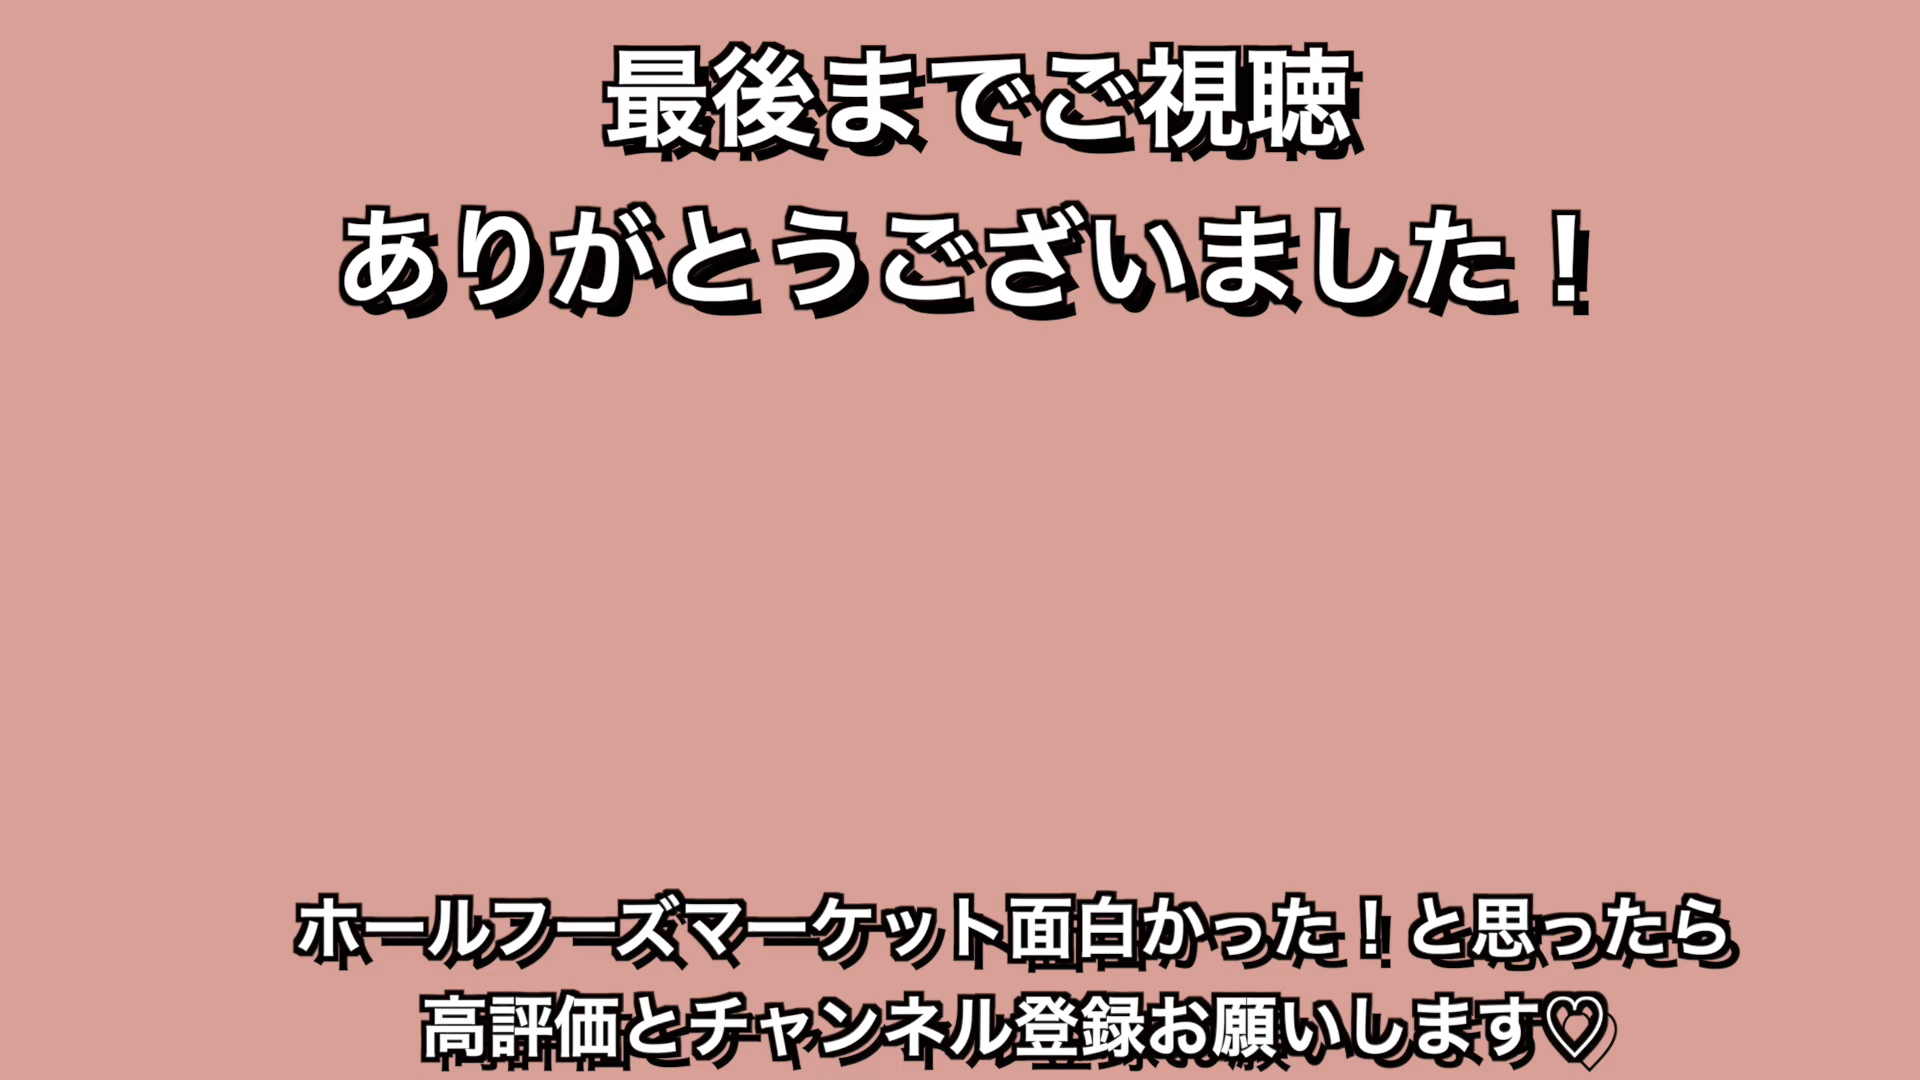 最後までご視聴
ありがとうございました！
ホールフーズマーケット面白かった！と思ったら
高評価とチャンネル登録お願いします♡